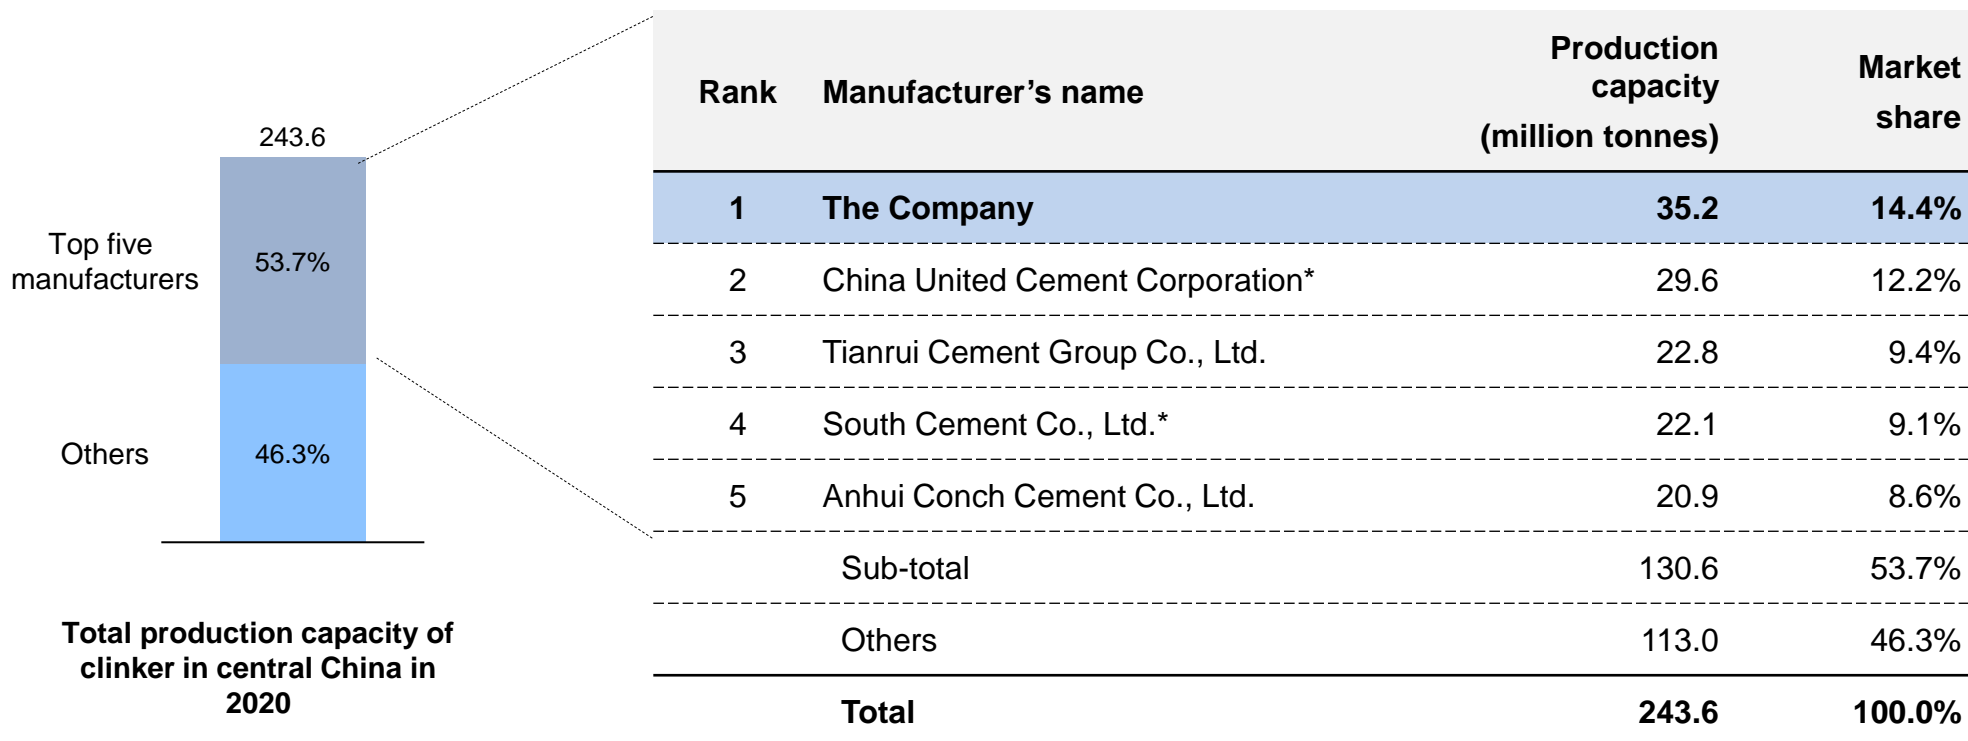 243.6
Top five
manufacturers
53.7%
Others
46.3%
Total production capacity of
clinker in central China in
2020
Rank Manufacturer’s name Production capacity (million tonnes) Market share
1 The Company 35.2 14.4%
2 China United Cement Corporation* 29.6 12.2%
3 Tianrui Cement Group Co., Ltd. 22.8 9.4%
4 South Cement Co., Ltd.* 22.1 9.1%
5 Anhui Conch Cement Co., Ltd. 20.9 8.6%
Sub-total 130.6 53.7%
Others 113.0 46.3%
Total 243.6 100.0%